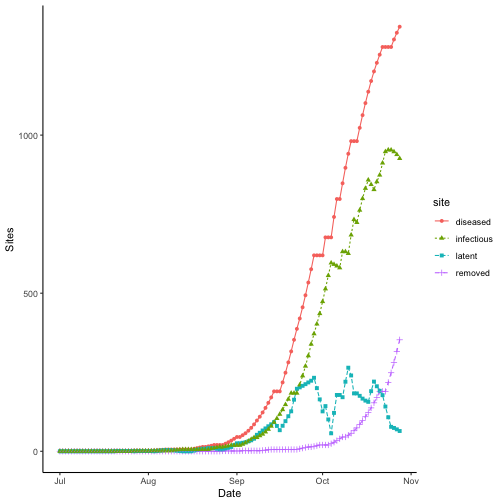 1000
500
0
Sites
Jul Aug Sep Oct Nov
Date
site
diseased
infectious
latent
removed